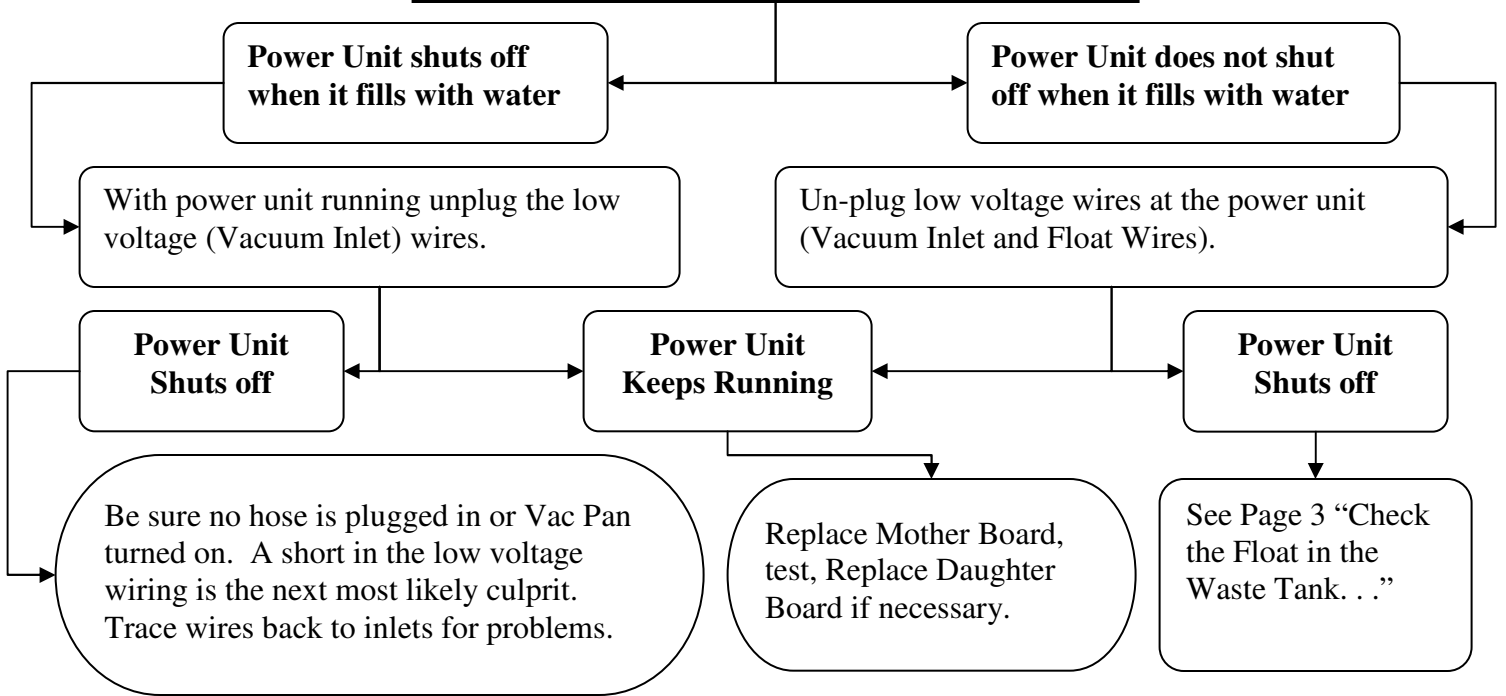 Power Unit shuts off
when it fills with water
Power Unit does not shut
off when it fills with water
With power unit running unplug the low
voltage (Vacuum Inlet) wires.
Un-plug low voltage wires at the power unit
(Vacuum Inlet and Float Wires).
Power Unit
Shuts off
Power Unit
Keeps Running
Power Unit
Shuts off
Be sure no hose is plugged in or Vac Pan
turned on.  A short in the low voltage
wiring is the next most likely culprit.
Trace wires back to inlets for problems.
Replace Mother Board,
test, Replace Daughter
Board if necessary.
See Page 3 “Check
the Float in the
Waste Tank. . .”